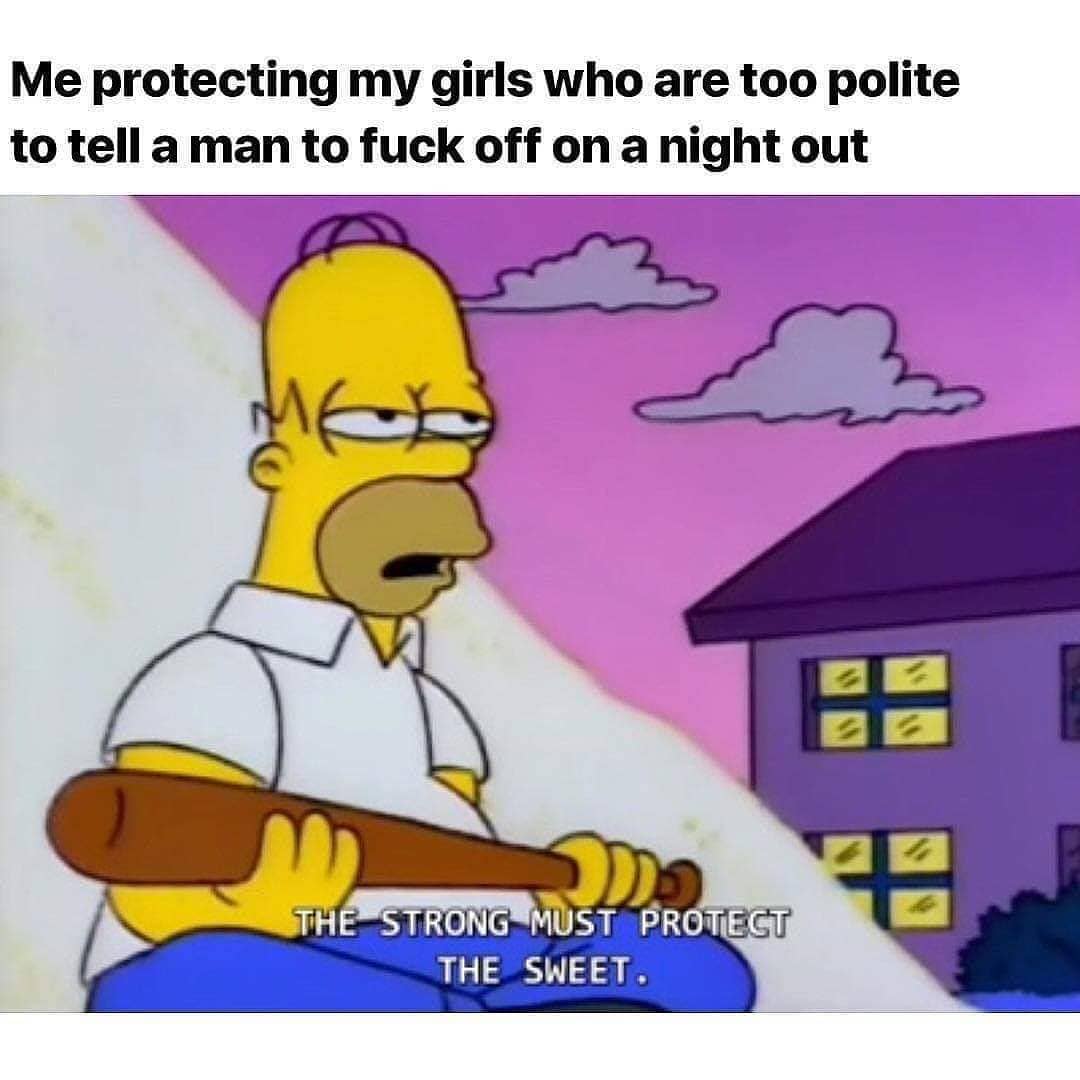 Me protecting my girls who are too polite
to tell a man to fuck off on a night out
THE STRONG MUST PROTECT
THE SWEET.